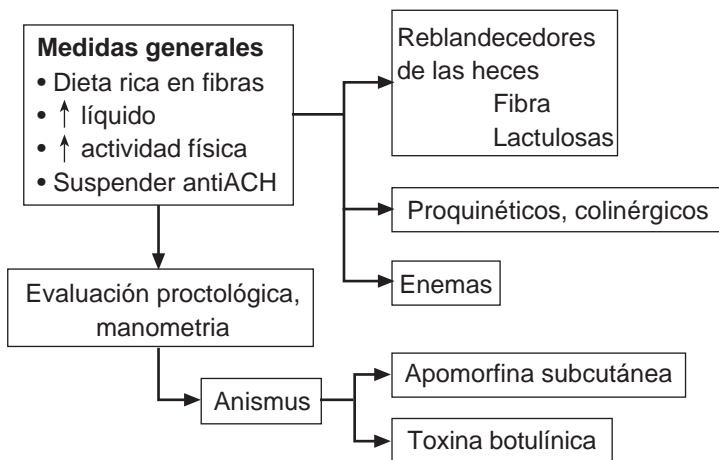 Medidas generales
• Dieta rica en fibras
• ↑ líquido
• ↑ actividad física
• Suspender antiACH
Reblandecedores
de las heces
Fibra
Lactulosas
Proquinéticos, colinérgicos
Enemas
Evaluación proctológica,
manometria
Anismus
Apomorfina subcutánea
Toxina botulínica